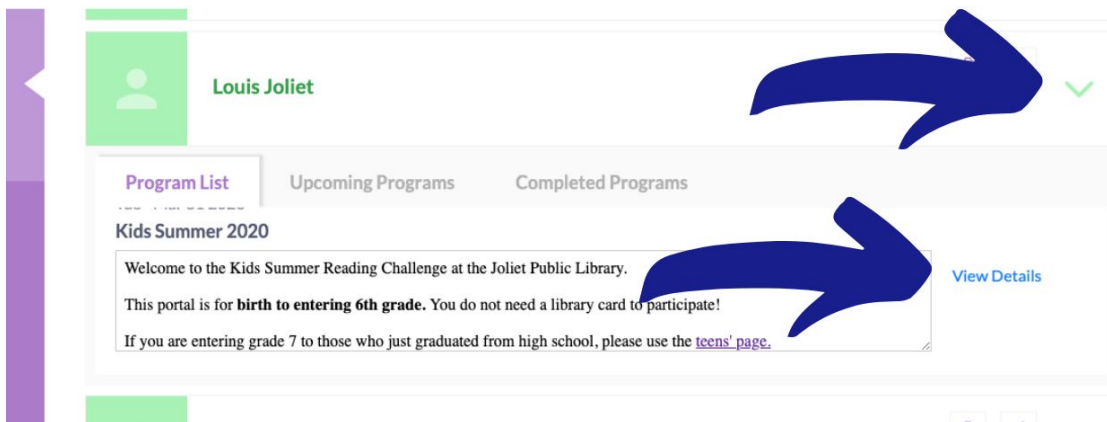 Louis Joliet
Program List Upcoming Programs Completed Programs
Kids Summer 2020
Welcome to the Kids Summer Reading Challenge at the Joliet Public Library.
View Details
This portal is for birth to entering 6th grade. You do not need a library card to participate!
If you are entering grade 7 to those who just graduated from high school, please use the teens' page.